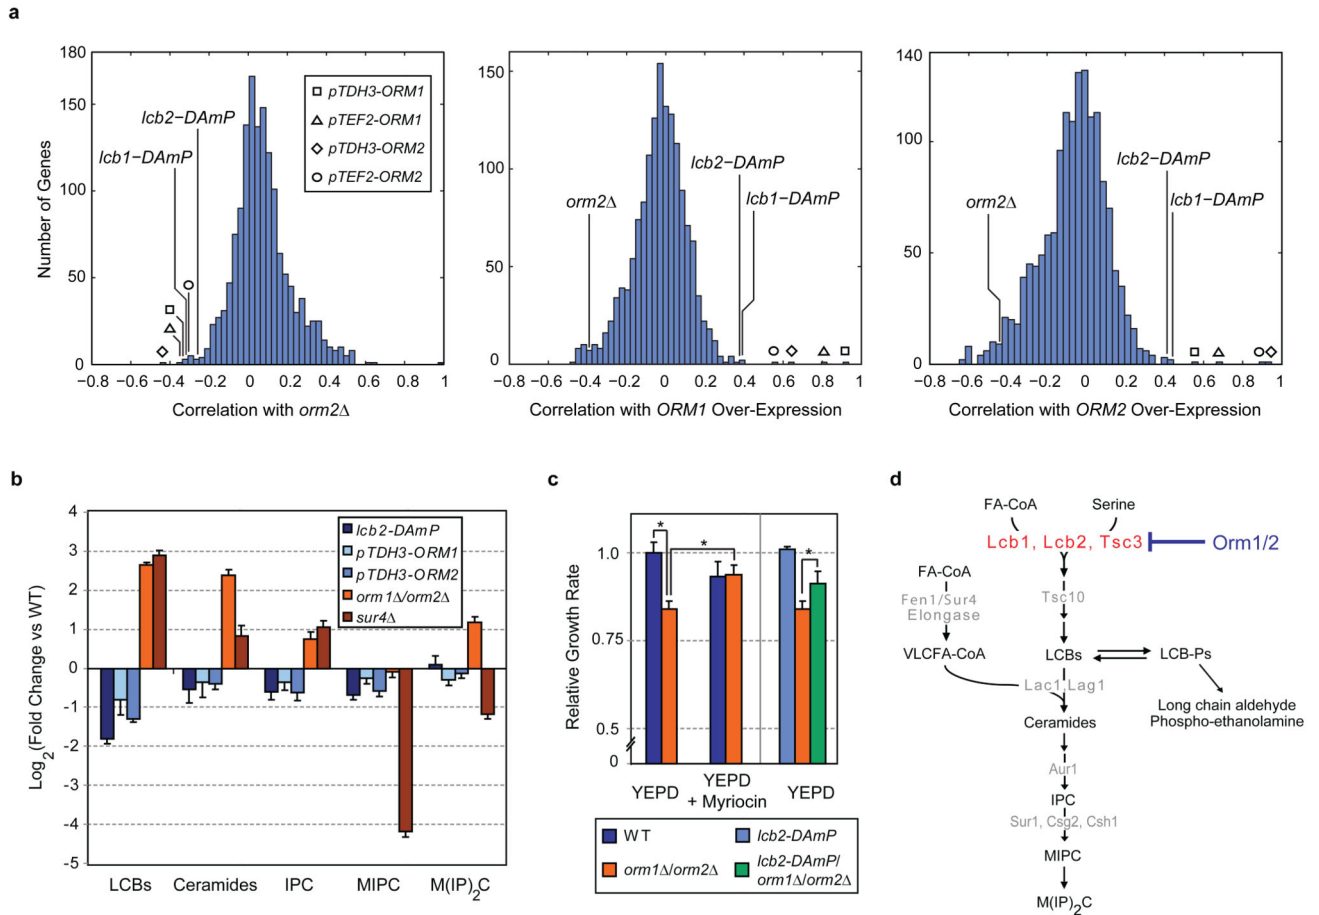 a
180
150
100
50
0
Number of Genes
lcb2−DAmP
lcb1−DAmP
pTDH3-ORM1
pTEF2-ORM1
pTDH3-ORM2
pTEF2-ORM2
−0.8 −0.6 −0.4 −0.2 0 0.2 0.4 0.6 0.8 1
Correlation with orm2Δ
150
100
50
0
orm2Δ
lcb2−DAmP
lcb1−DAmP
−0.8 −0.6 −0.4 −0.2 0 0.2 0.4 0.6 0.8 1
Correlation with ORM1 Over-Expression
140
100
50
0
orm2Δ
lcb2−DAmP
lcb1−DAmP
−0.8 −0.6 −0.4 −0.2 0 0.2 0.4 0.6 0.8 1
Correlation with ORM2 Over-Expression
b
Log2(Fold Change vs WT)
4
3
2
1
0
-1
-2
-3
-4
-5
lcb2-DAmP
pTDH3-ORM1
pTDH3-ORM2
orm1Δ/orm2Δ
sur4Δ
LCBs Ceramides IPC MIPC M(IP)2C
c
Relative Growth Rate
1.0
0.75
0.5
0
*
*
*
YEPD
YEPD
+ Myriocin
YEPD
WT
orm1Δ/orm2Δ
lcb2-DAmP
lcb2-DAmP/
orm1Δ/orm2Δ
d
FA-CoA Serine
Lcb1, Lcb2, Tsc3
Orm1/2
FA-CoA
Fen1/Sur4
Elongase
VLCFA-CoA
Tsc10
LCBs
LCB-Ps
Lac1,Lag1
Long chain aldehyde
Phospho-ethanolamine
Ceramides
Aur1
IPC
Sur1, Csg2, Csh1
MIPC
M(IP)2C